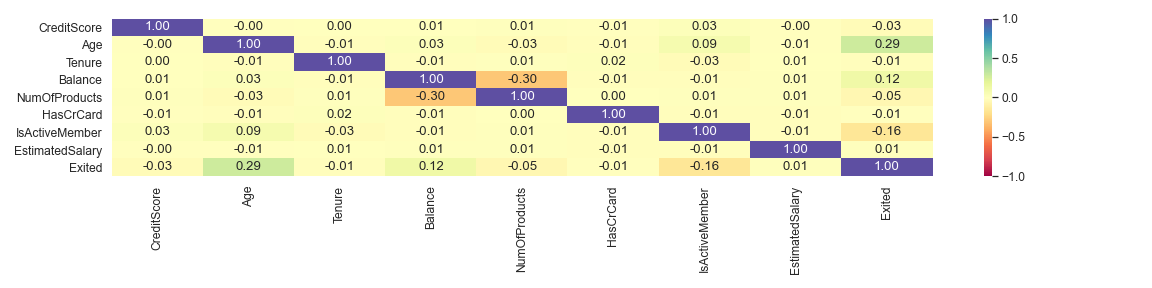 CreditScore 1.00 -0.00 0.00 0.01 0.01 -0.01 0.03 -0.00 -0.03
Age -0.00 1.00 -0.01 0.03 -0.03 -0.01 0.09 -0.01 0.29
Tenure 0.00 -0.01 1.00 -0.01 0.01 0.02 -0.03 0.01 -0.01
Balance 0.01 0.03 -0.01 1.00 -0.30 -0.01 -0.01 0.01 0.12
NumOfProducts 0.01 -0.03 0.01 -0.30 1.00 0.00 0.01 0.01 -0.05
HasCrCard -0.01 -0.01 0.02 -0.01 0.00 1.00 -0.01 -0.01 -0.01
IsActiveMember 0.03 0.09 -0.03 -0.01 0.01 -0.01 1.00 -0.01 -0.16
EstimatedSalary -0.00 -0.01 0.01 0.01 0.01 -0.01 -0.01 1.00 0.01
Exited -0.03 0.29 -0.01 0.12 -0.05 -0.01 -0.16 0.01 1.00
CreditScore
Age
Tenure
Balance
NumOfProducts
HasCrCard
IsActiveMember
EstimatedSalary
Exited
1.0
0.5
0.0
−0.5
−1.0